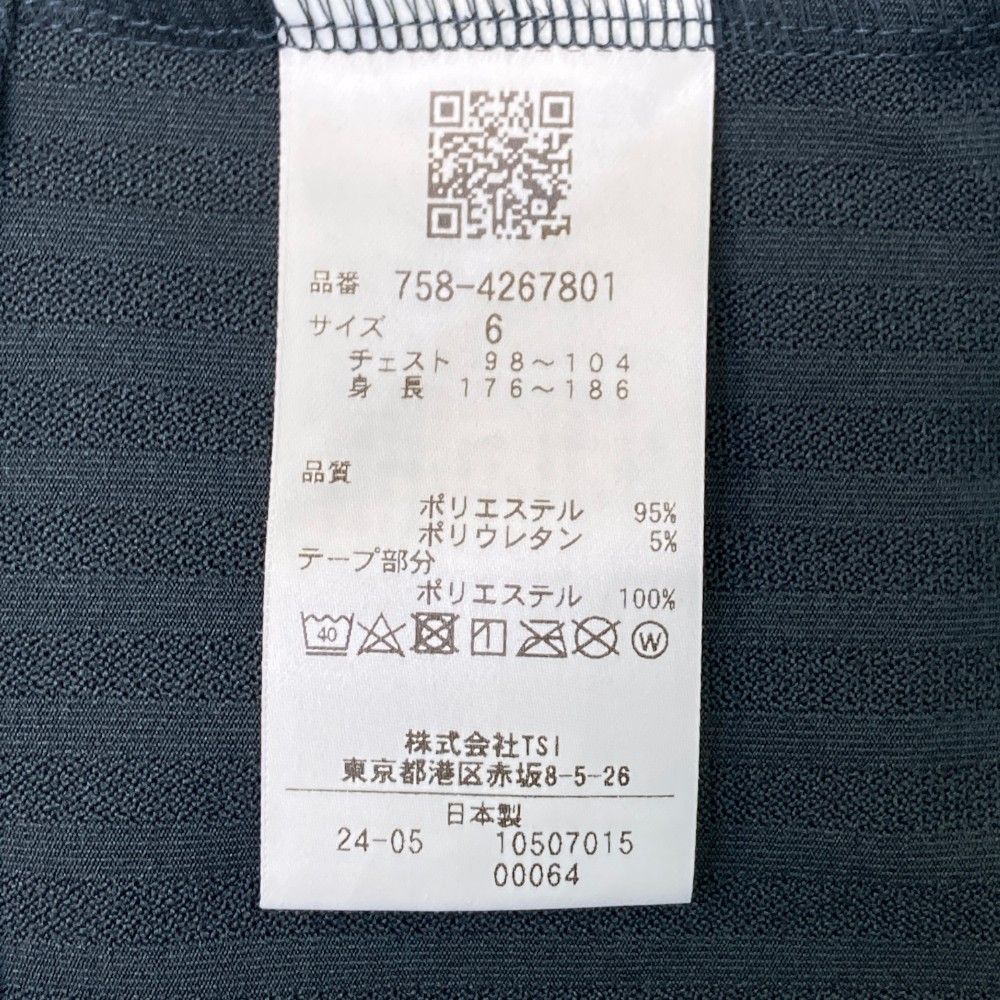 品番 758-4267801
サイズ 6
チェスト 98～104
身長 176～186
品質
ポリエステル 95%
ポリウレタン 5%
テープ部分
ポリエステル 100%
40 W
株式会社TSI
東京都港区赤坂8-5-26
日本製
24-05 10507015
00064